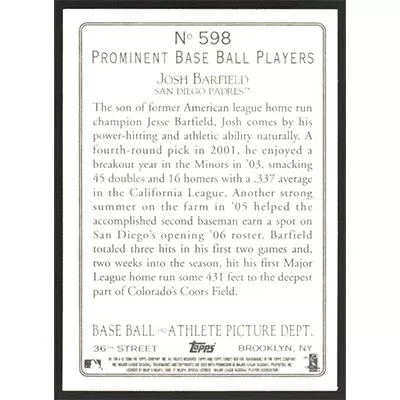 No 598
PROMINENT BASE BALL PLAYERS
JOSH BARFIELD
SAN DIEGO PADRES™
The son of former American league home run
champion Jesse Barfield, Josh comes by his
power-hitting and athletic ability naturally. A
fourth-round pick in 2001, he enjoyed a
breakout year in the Minors in '03, smacking
45 doubles and 16 homers with a .337 average
in the California League. Another strong
summer on the farm in '05 helped the
accomplished second baseman earn a spot on
San Diego's opening '06 roster. Barfield
totaled three hits in his first two games and,
two weeks into the season, hit his first Major
League home run some 431 feet to the deepest
part of Colorado's Coors Field.
BASE BALL AND ATHLETE PICTURE DEPT.
36TH STREET Topps BROOKLYN, NY